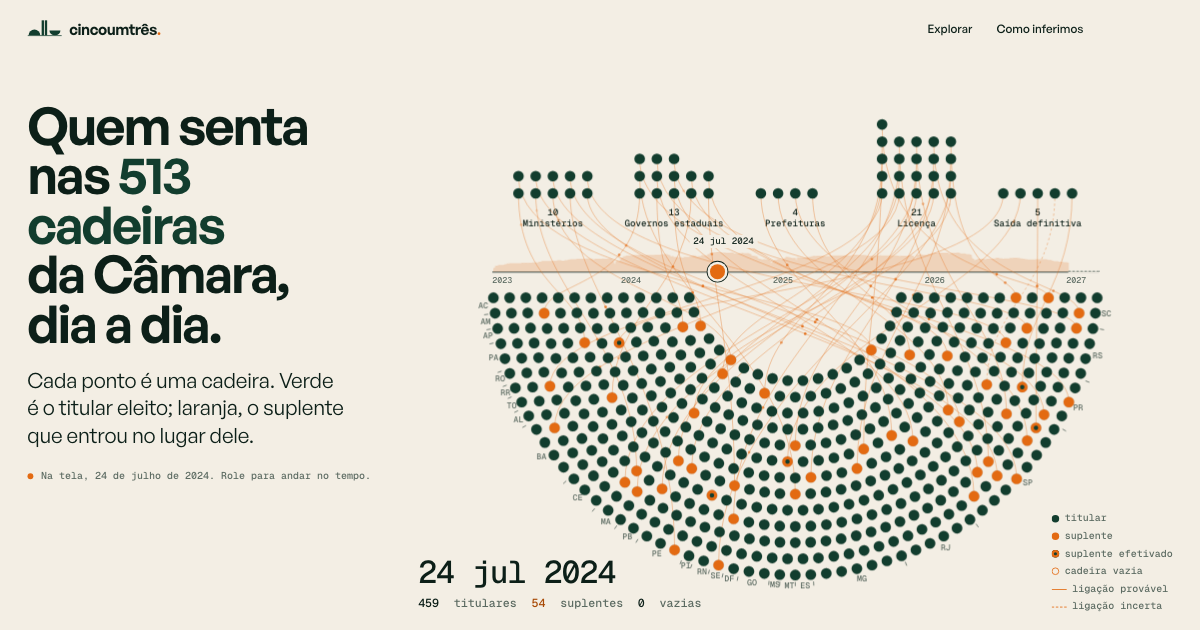 cincoumtrês.
Explorar
Como inferimos
Quem senta
nas 513
cadeiras
da Câmara,
dia a dia.
Cada ponto é uma cadeira. Verde
é o titular eleito; laranja, o suplente
que entrou no lugar dele.
Na tela, 24 de julho de 2024. Role para andar no tempo.
10
Ministérios
13
Governos estaduais
4
Prefeituras
21
Licença
5
Saída definitiva
24 jul 2024
2023
2024
2025
2026
2027
AC
AM
AP
PA
RO
RR
TO
AL
BA
CE
MA
PB
PE
PI
RN
SE
DF
GO
MS
MT
ES
MG
RJ
SP
PR
RS
SC
24 jul 2024
459 titulares 54 suplentes 0 vazias
titular
suplente
suplente efetivado
cadeira vazia
ligação provável
ligação incerta